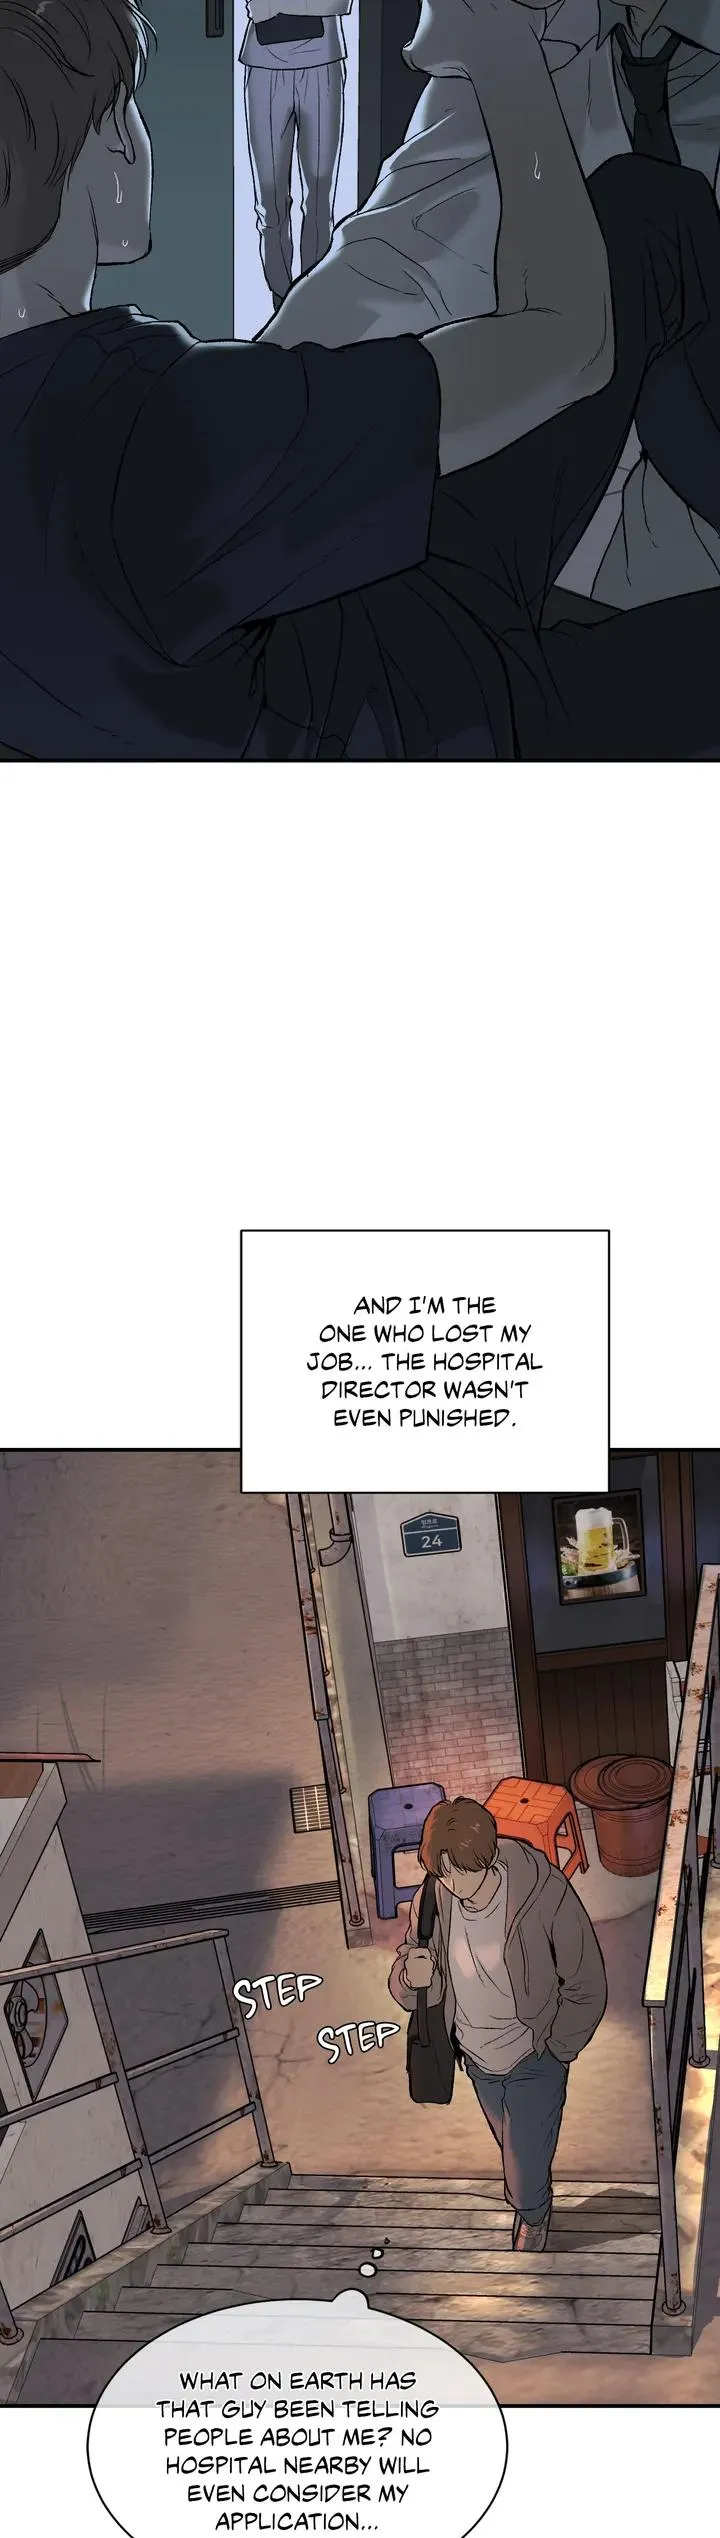 AND I'M THE
ONE WHO LOST MY
JOB... THE HOSPITAL
DIRECTOR WASN'T
EVEN PUNISHED.
24
STEP
STEP
WHAT ON EARTH HAS
THAT GUY BEEN TELLING
PEOPLE ABOUT ME? NO
HOSPITAL NEARBY WILL
EVEN CONSIDER MY
APPLICATION...